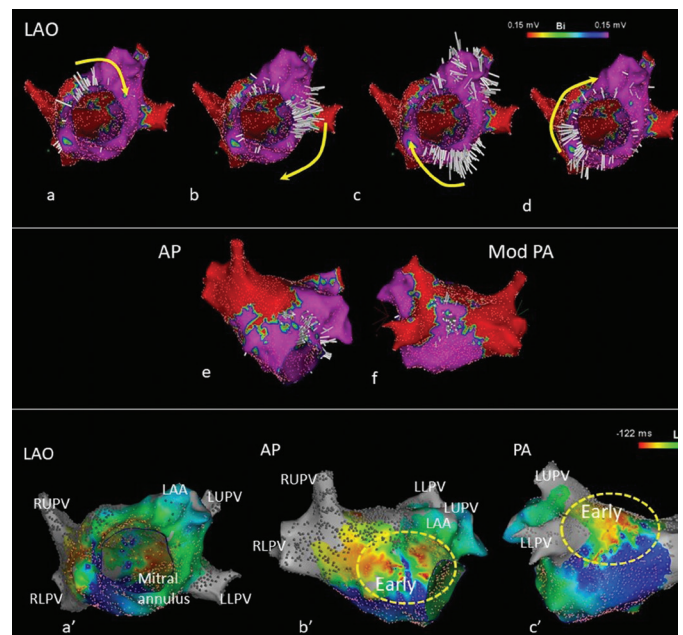 LAO
0.15 mV Bi 0.15 mV
a
b
c
d
AP
Mod PA
e
f
LAO
AP
PA
-122 ms L
RUPV
LAA
LUPV
RUPV
LLPV
LUPV
LAA
LUPV
Early
LLPV
RLPV
Mitral
annulus
LLPV
RLPV
Early
a'
b'
c'